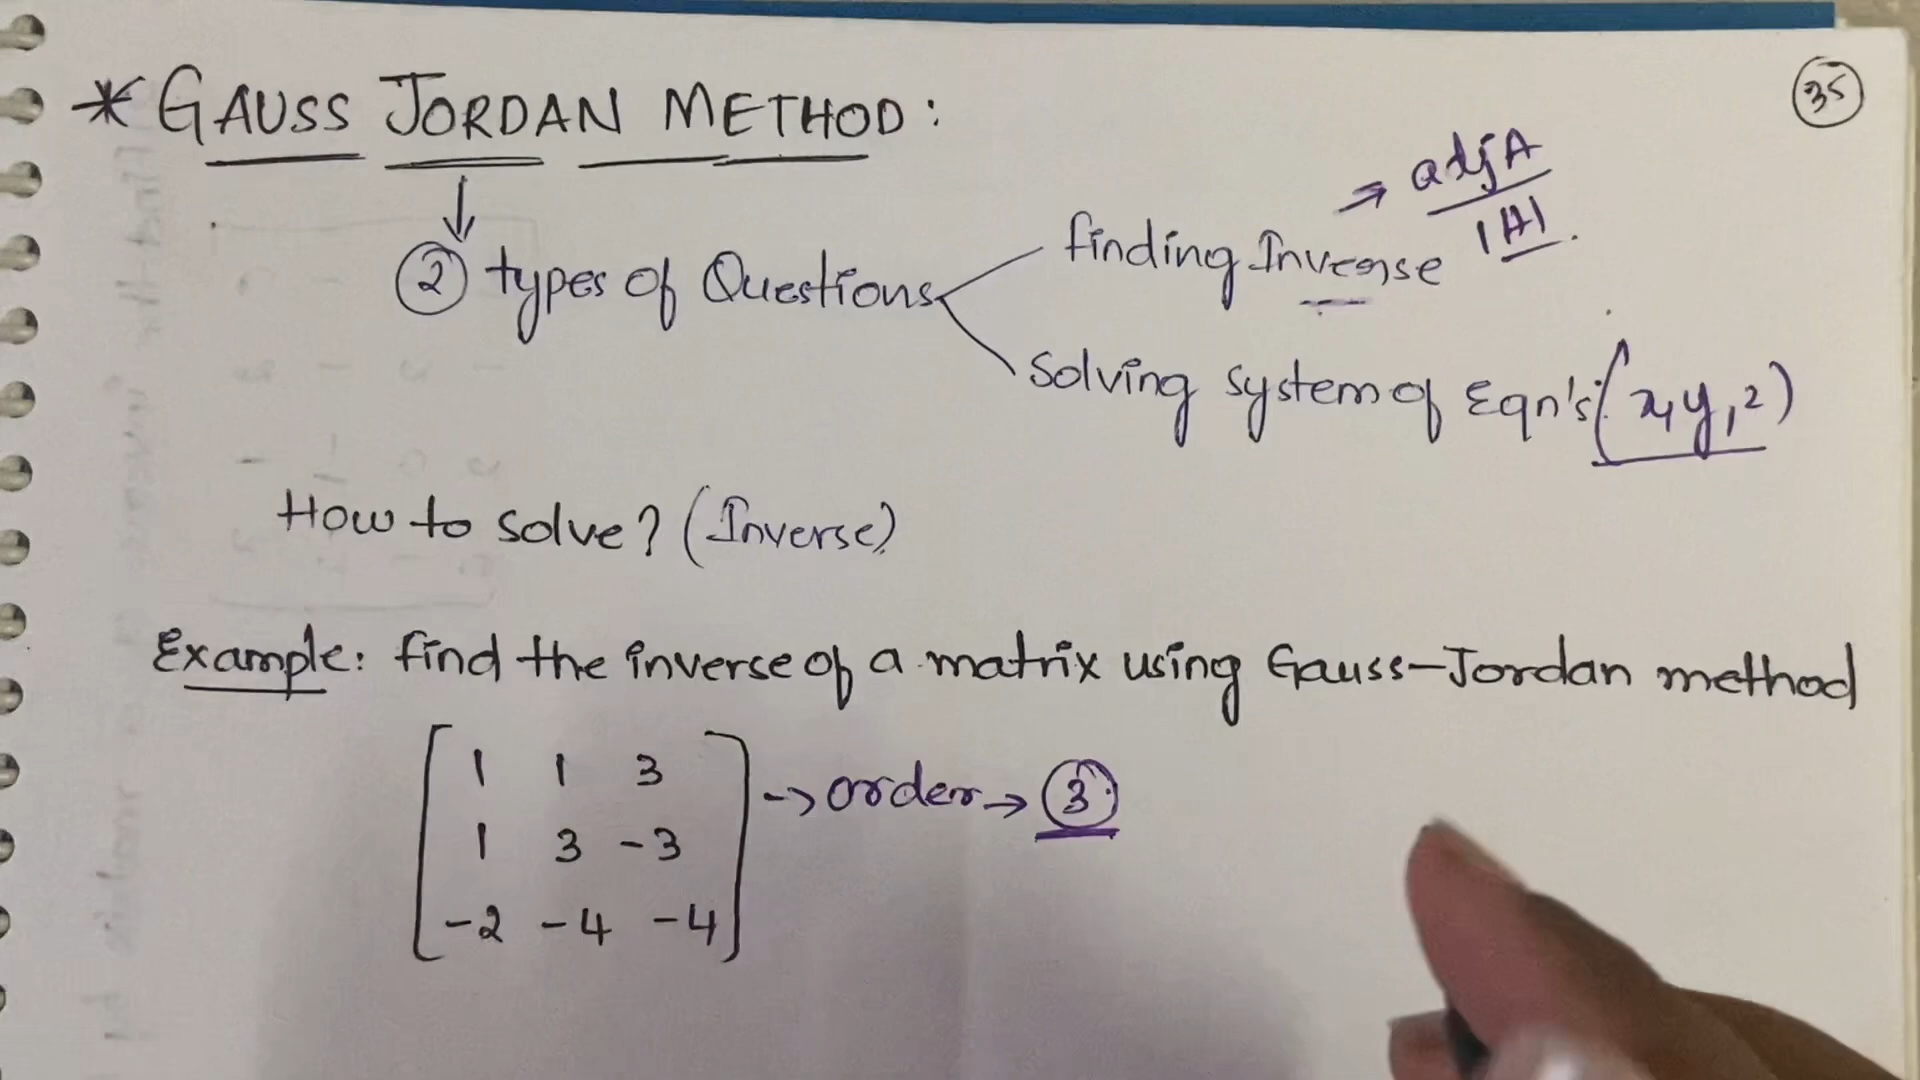 * GAUSS JORDAN METHOD:
35
→ adjA
|A|.
↓
② types of Questions
finding Inverse
Solving system of Eqn's: (x, y, z)
How to solve? (Inverse)
Example: find the inverse of a matrix using Gauss-Jordan method
1 1 3
1 3 -3
-2 -4 -4
-> order → ③